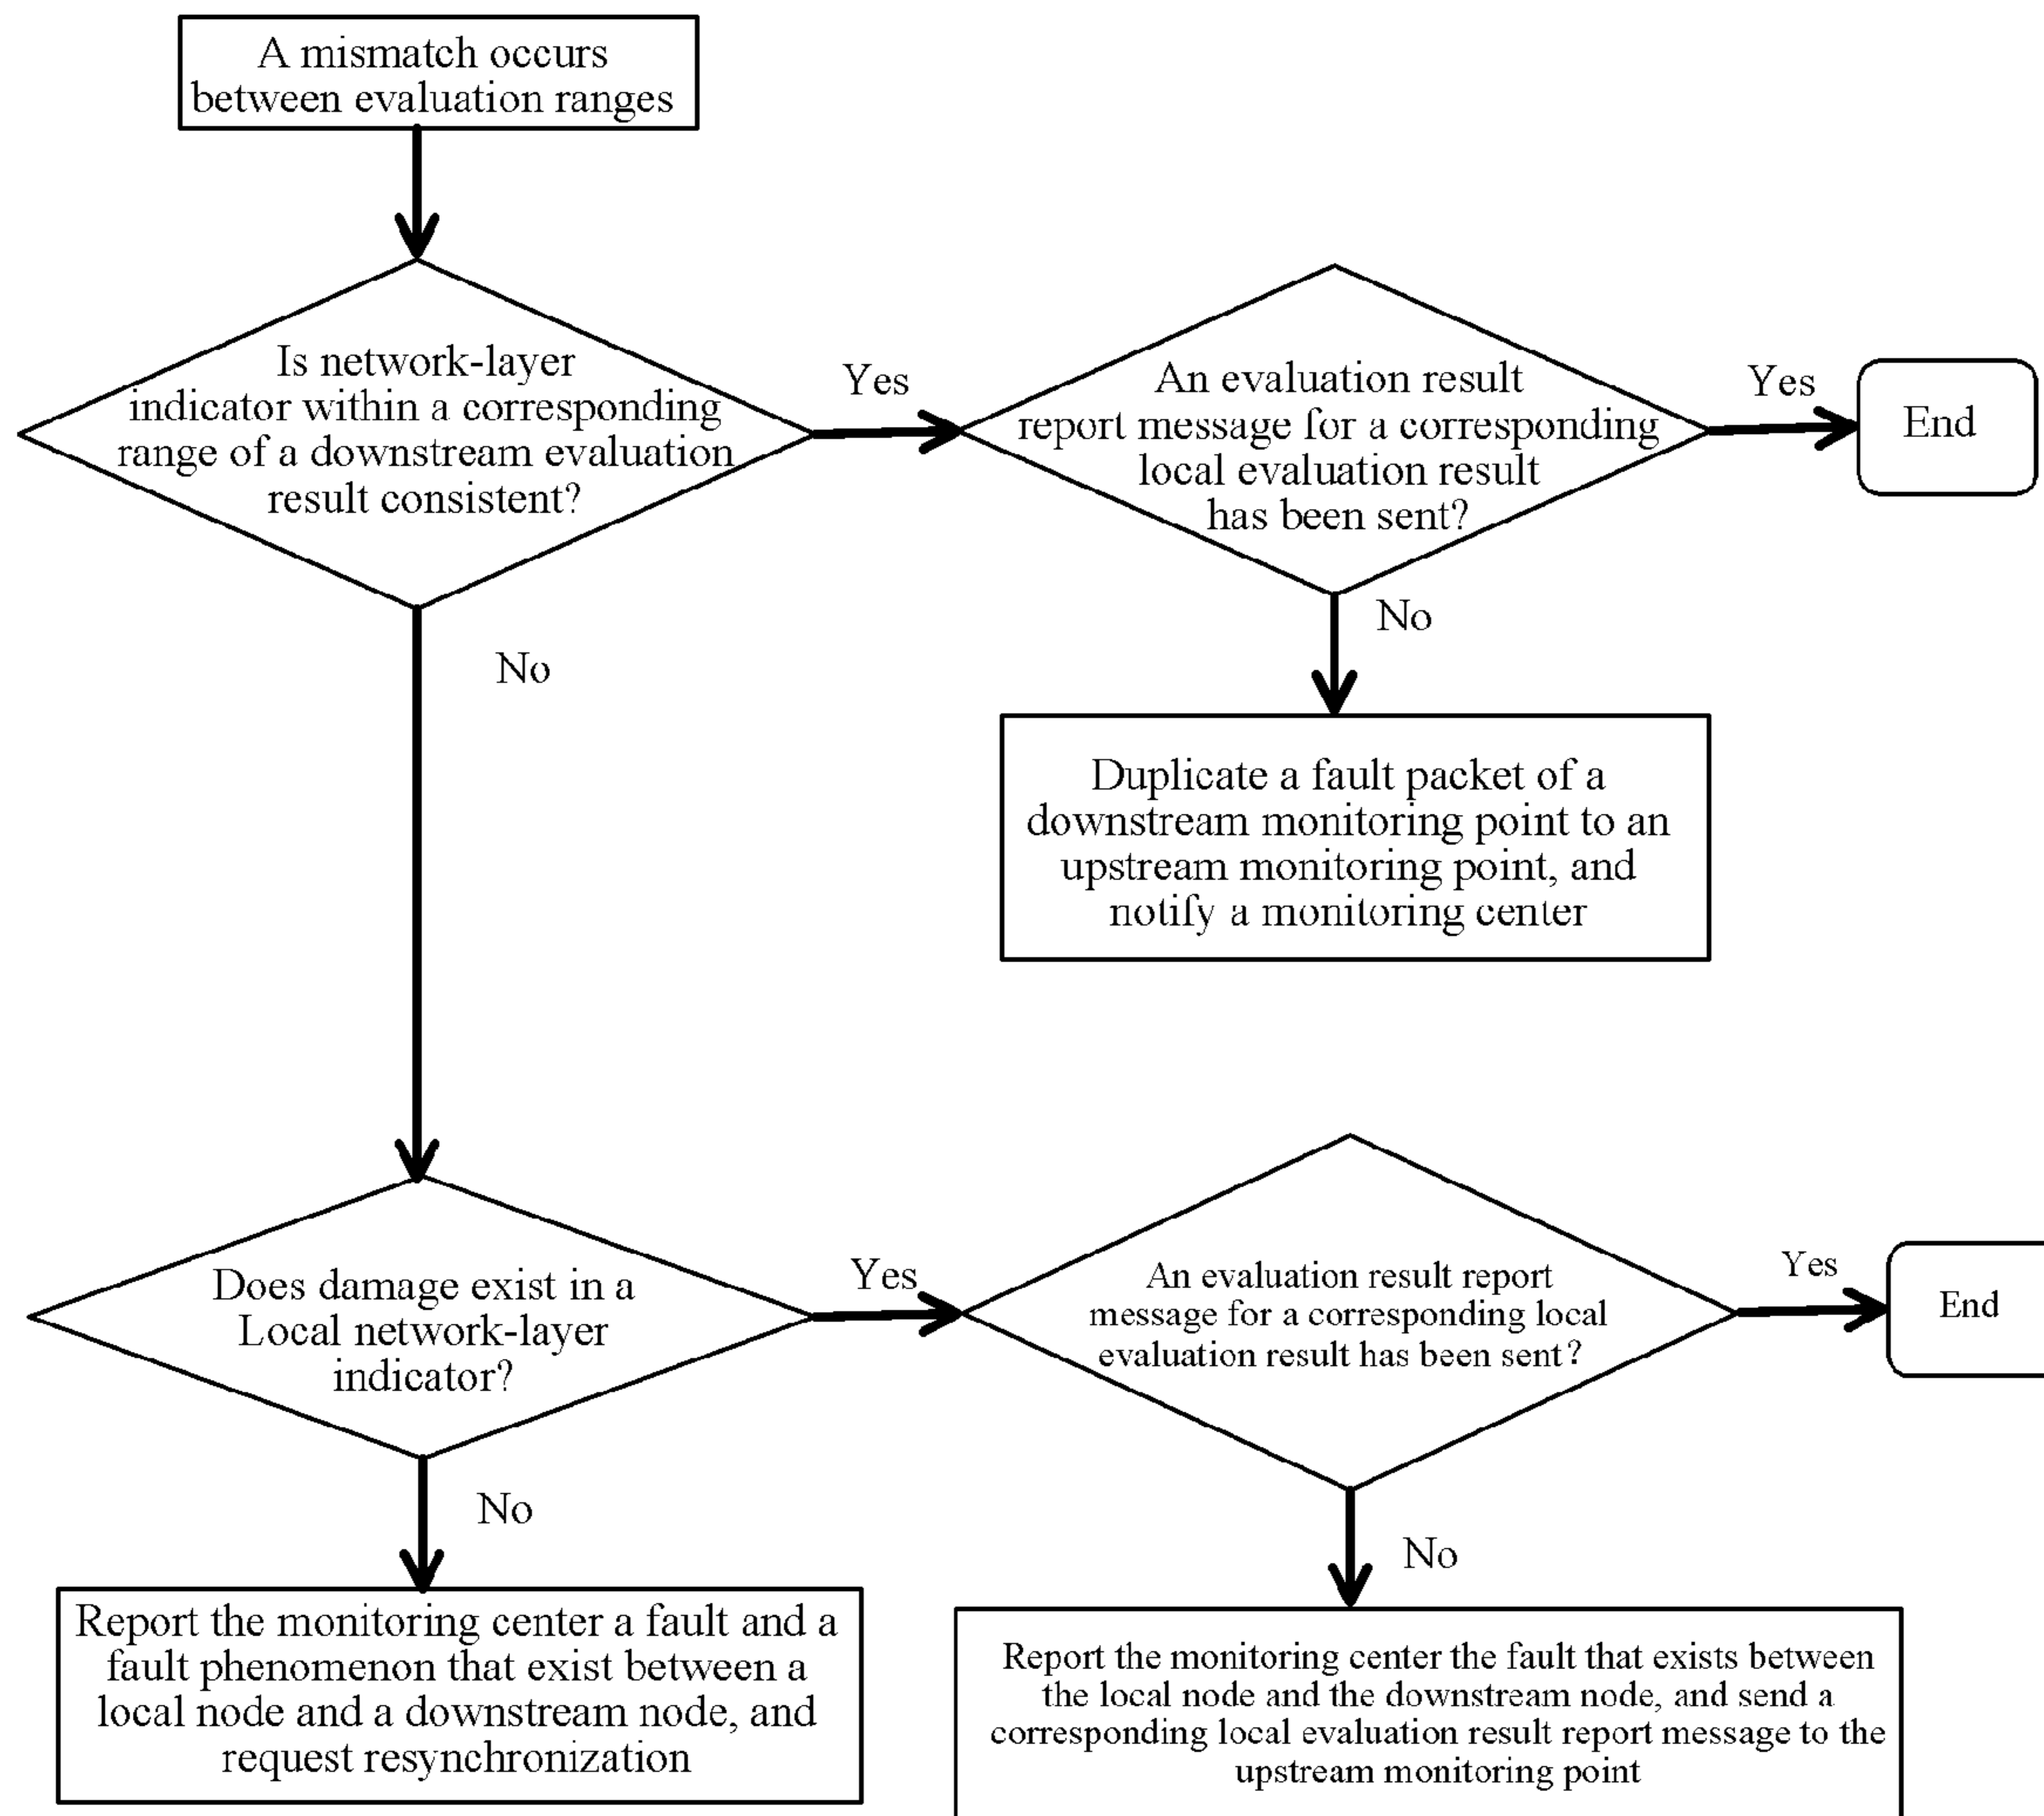 A mismatch occurs
between evaluation ranges
Is network-layer
indicator within a corresponding
range of a downstream evaluation
result consistent?
Yes
An evaluation result
report message for a corresponding
local evaluation result
has been sent?
Yes
End
No
No
Duplicate a fault packet of a
downstream monitoring point to an
upstream monitoring point, and
notify a monitoring center
Does damage exist in a
Local network-layer
indicator?
Yes
An evaluation result report
message for a corresponding local
evaluation result has been sent?
Yes
End
No
No
Report the monitoring center a fault and a
fault phenomenon that exist between a
local node and a downstream node, and
request resynchronization
Report the monitoring center the fault that exists between
the local node and the downstream node, and send a
corresponding local evaluation result report message to the
upstream monitoring point